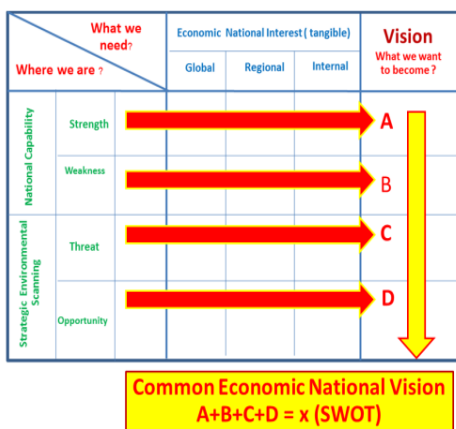 What we
need?
Where we are ?
Economic National Interest ( tangible)
Global Regional Internal
Vision
What we want
to become ?
National Capability
Strength
A
Weakness
B
Strategic Environmental
Scanning
Threat
C
Opportunity
D
Common Economic National Vision
A+B+C+D = x (SWOT)